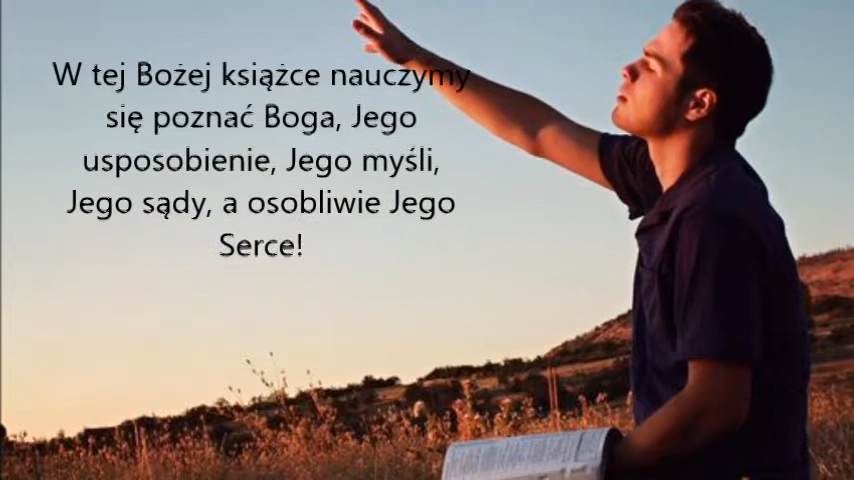 W tej Bożej książce nauczymy
się poznać Boga, Jego
usposobienie, Jego myśli,
Jego sądy, a osobliwie Jego
Serce!